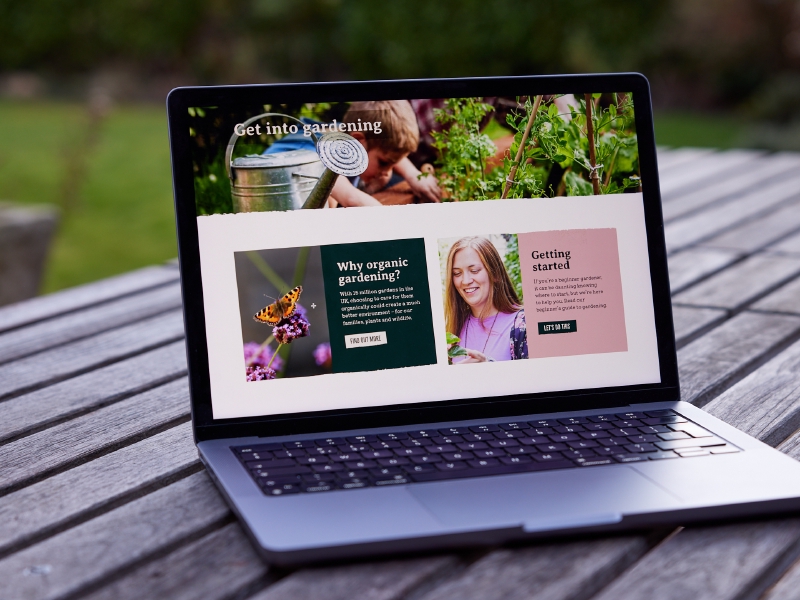 Get into gardening
Why organic
gardening?
With 25 million gardens in the
UK, choosing to care for them
organically could create a much
better environment - for our
families, plants and wildlife.
FIND OUT MORE
Getting
started
If you're a beginner gardener,
it can be daunting knowing
where to start, but we're here
to help you. Read our
beginner's guide to gardening.
LET'S DO THIS